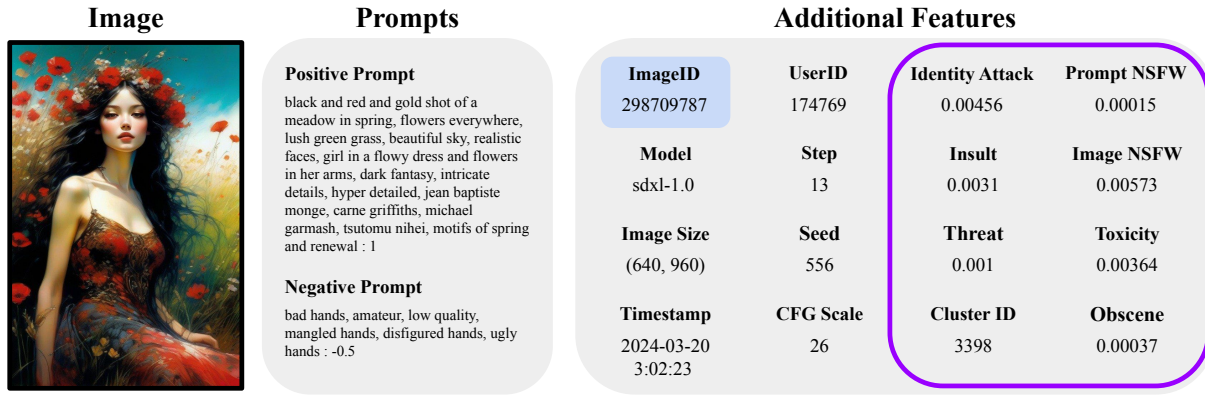 Image
Prompts
Additional Features
Positive Prompt
black and red and gold shot of a
meadow in spring, flowers everywhere,
lush green grass, beautiful sky, realistic
faces, girl in a flowy dress and flowers
in her arms, dark fantasy, intricate
details, hyper detailed, jean baptiste
monge, carne griffiths, michael
garmash, tsutomu nihei, motifs of spring
and renewal : 1
Negative Prompt
bad hands, amateur, low quality,
mangled hands, disfigured hands, ugly
hands : -0.5
ImageID UserID Identity Attack Prompt NSFW
298709787 174769 0.00456 0.00015
Model Step Insult Image NSFW
sdxl-1.0 13 0.0031 0.00573
Image Size Seed Threat Toxicity
(640, 960) 556 0.001 0.00364
Timestamp CFG Scale Cluster ID Obscene
2024-03-20 26 3398 0.00037
3:02:23